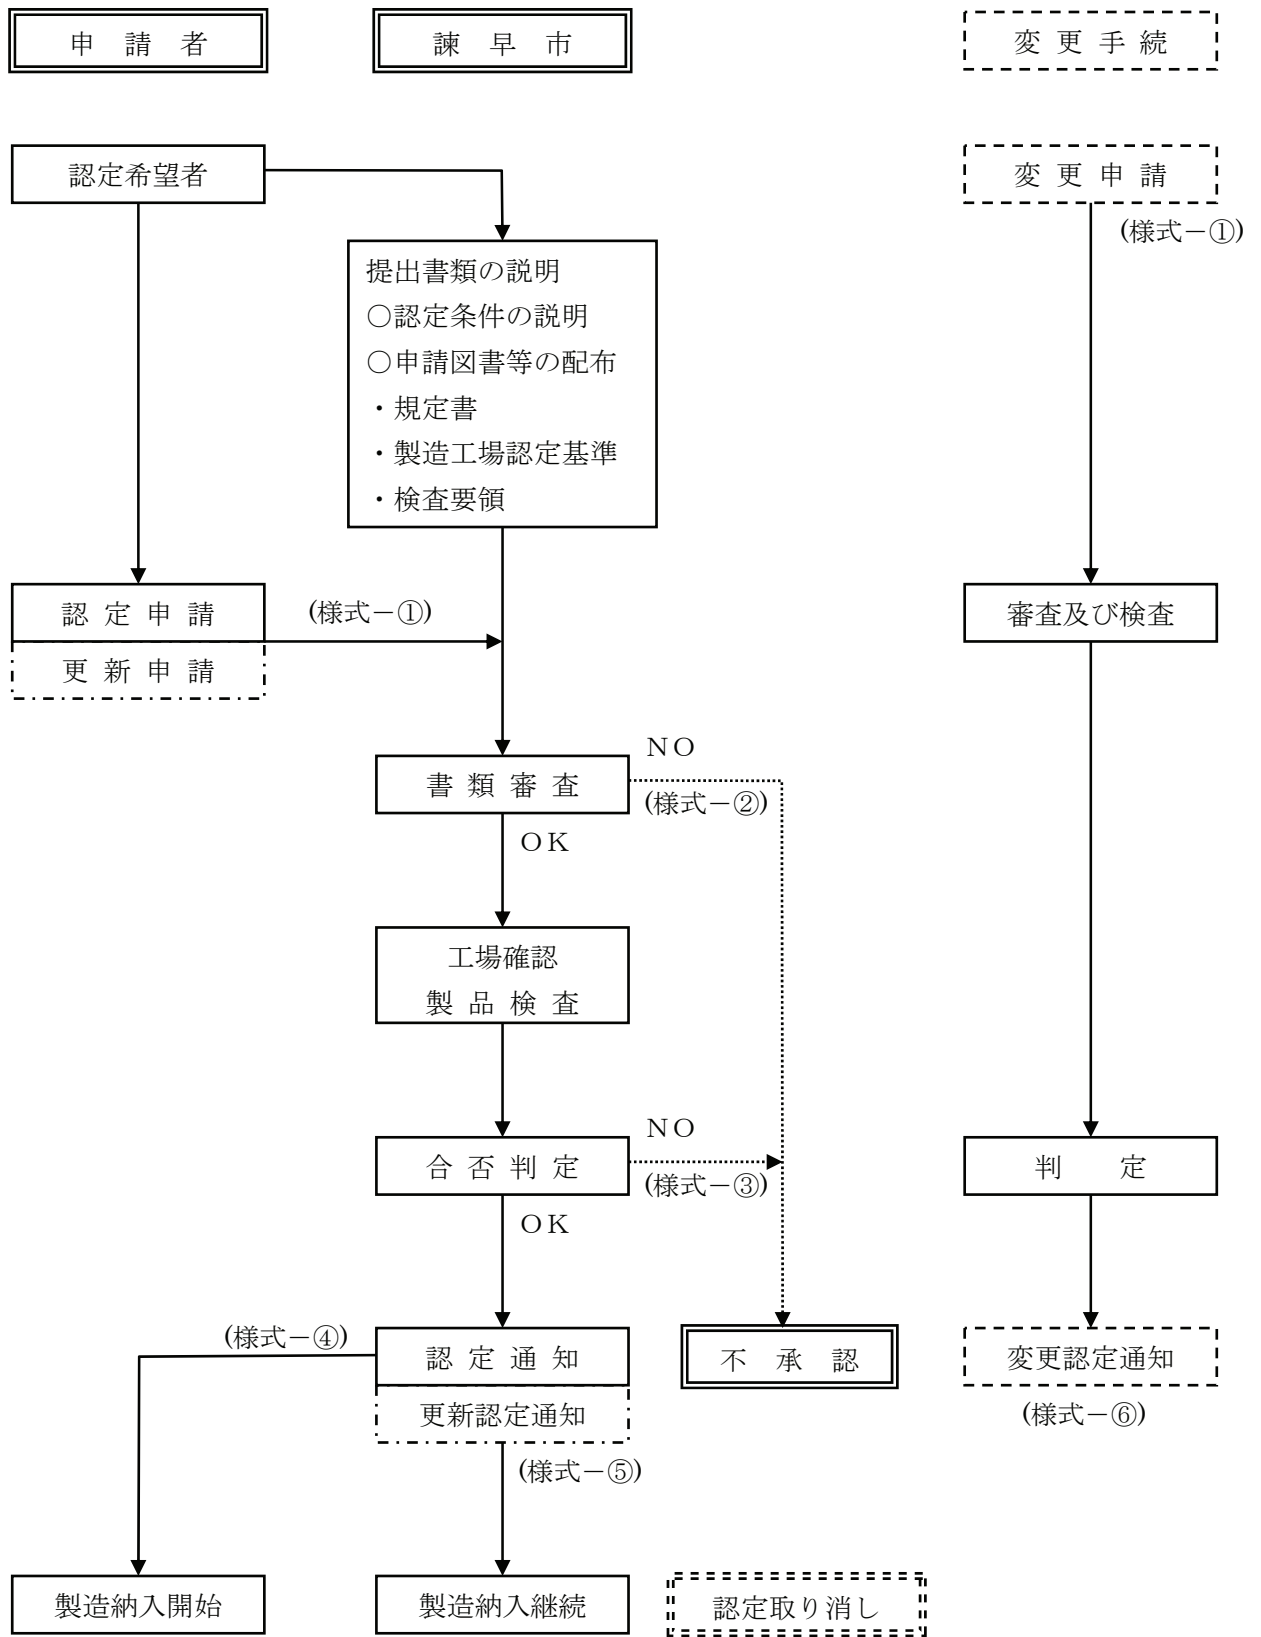 申 請 者
諫 早 市
変 更 手 続
認定希望者
変 更 申 請
(様式－①)
提出書類の説明
○認定条件の説明
○申請図書等の配布
・規定書
・製造工場認定基準
・検査要領
認 定 申 請
(様式－①)
審査及び検査
更 新 申 請
ＮＯ
書 類 審 査
(様式－②)
ＯＫ
工場確認
製 品 検 査
ＮＯ
合 否 判 定
(様式－③)
判 定
ＯＫ
(様式－④)
認 定 通 知
不 承 認
変更認定通知
更新認定通知
(様式－⑥)
(様式－⑤)
製造納入開始
製造納入継続
認定取り消し